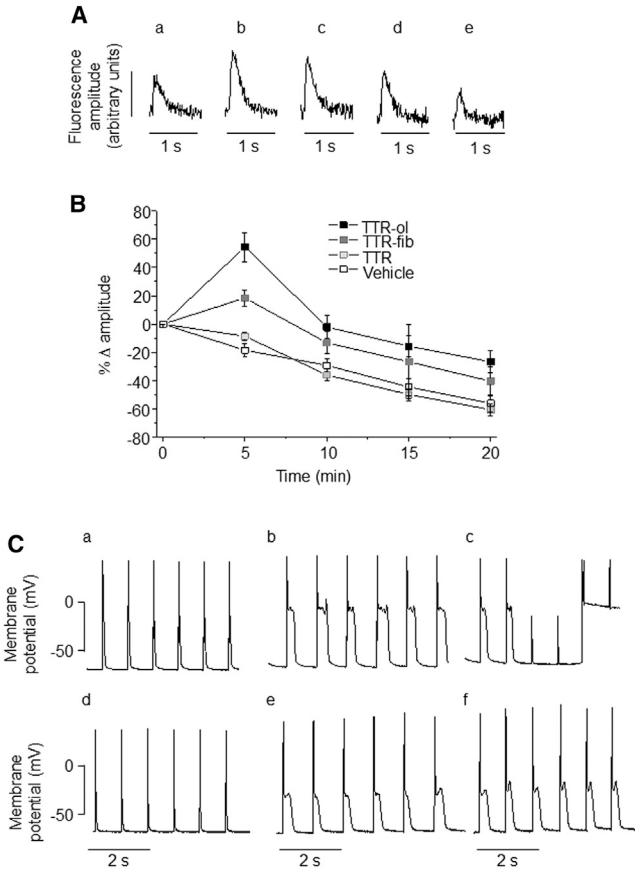 A
a b c d e
Fluorescence
amplitude
(arbitrary units)
1 s 1 s 1 s 1 s 1 s
B
80
60
40
20
0
-20
-40
-60
-80
% Δ amplitude
TTR-ol
TTR-fib
TTR
Vehicle
0 5 10 15 20
Time (min)
C
a b c
Membrane
potential (mV)
0
-50
d e f
Membrane
potential (mV)
0
-50
2 s 2 s 2 s